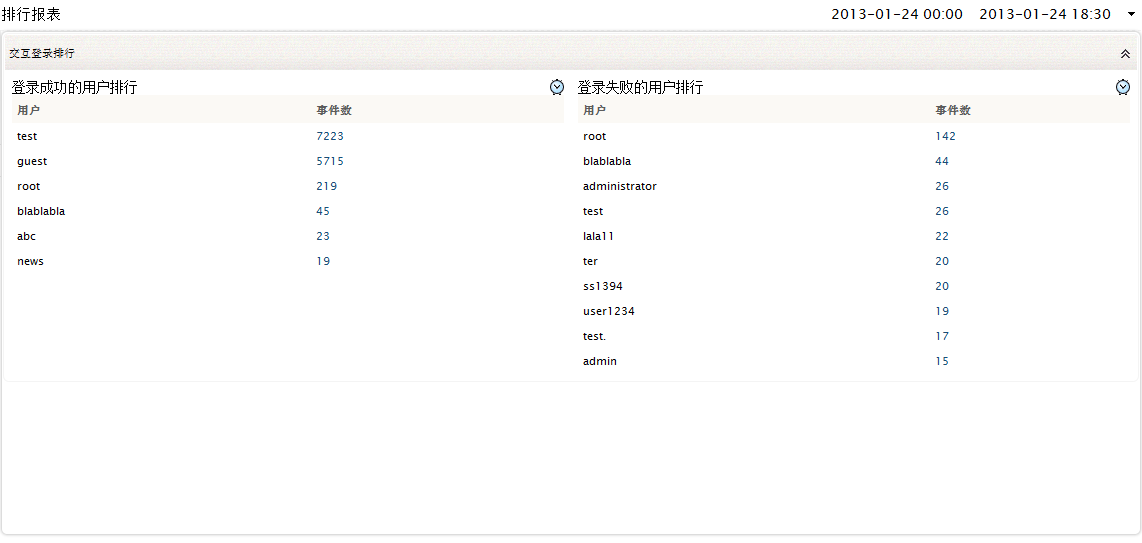 排行报表 2013-01-24 00:00 2013-01-24 18:30
交互登录排行
登录成功的用户排行
用户 事件数
test 7223
guest 5715
root 219
blablabla 45
abc 23
news 19
登录失败的用户排行
用户 事件数
root 142
blablabla 44
administrator 26
test 26
lala11 22
ter 20
ss1394 20
user1234 19
test. 17
admin 15